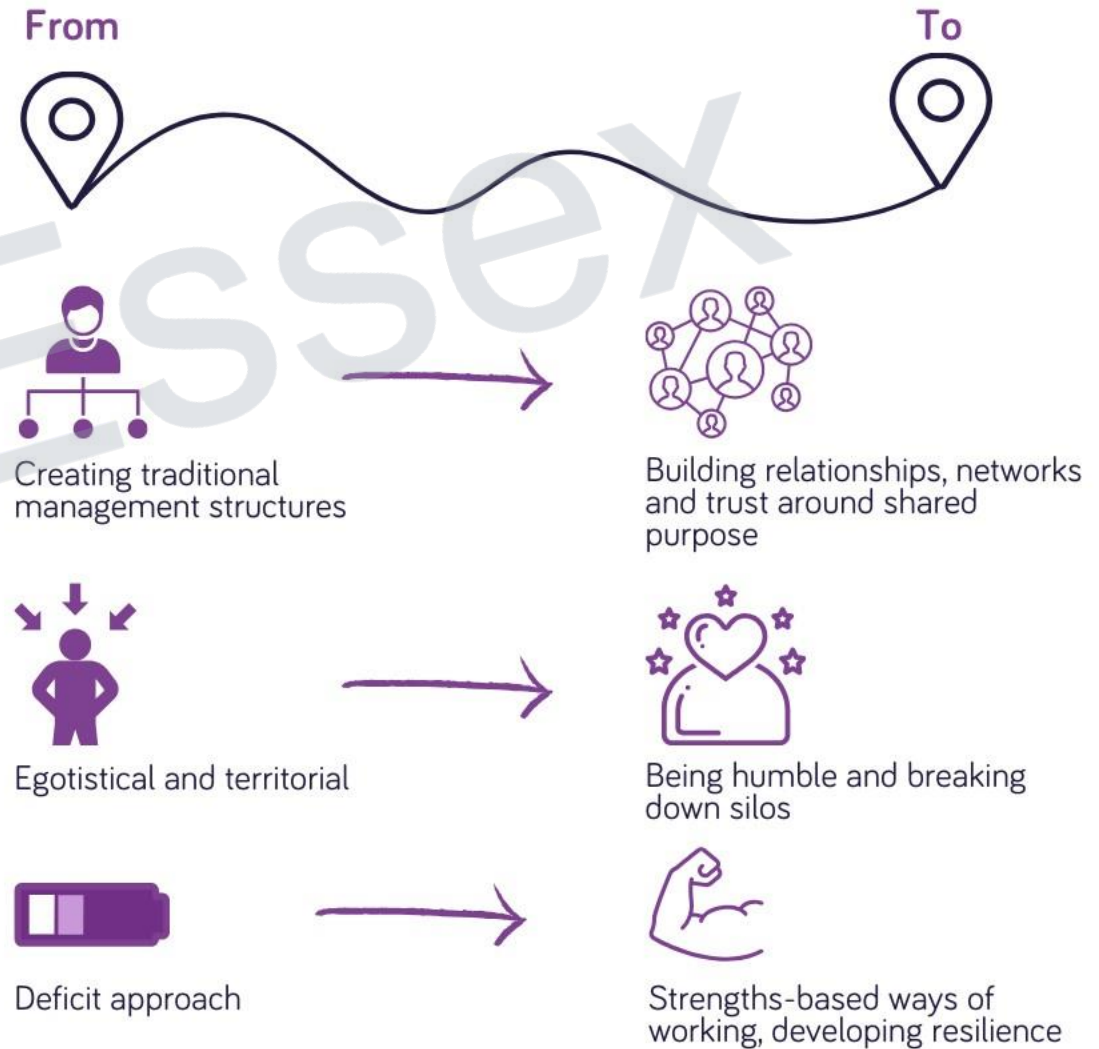 From
To
Essex
Creating traditional
management structures
Building relationships, networks
and trust around shared
purpose
Egotistical and territorial
Being humble and breaking
down silos
Deficit approach
Strengths-based ways of
working, developing resilience